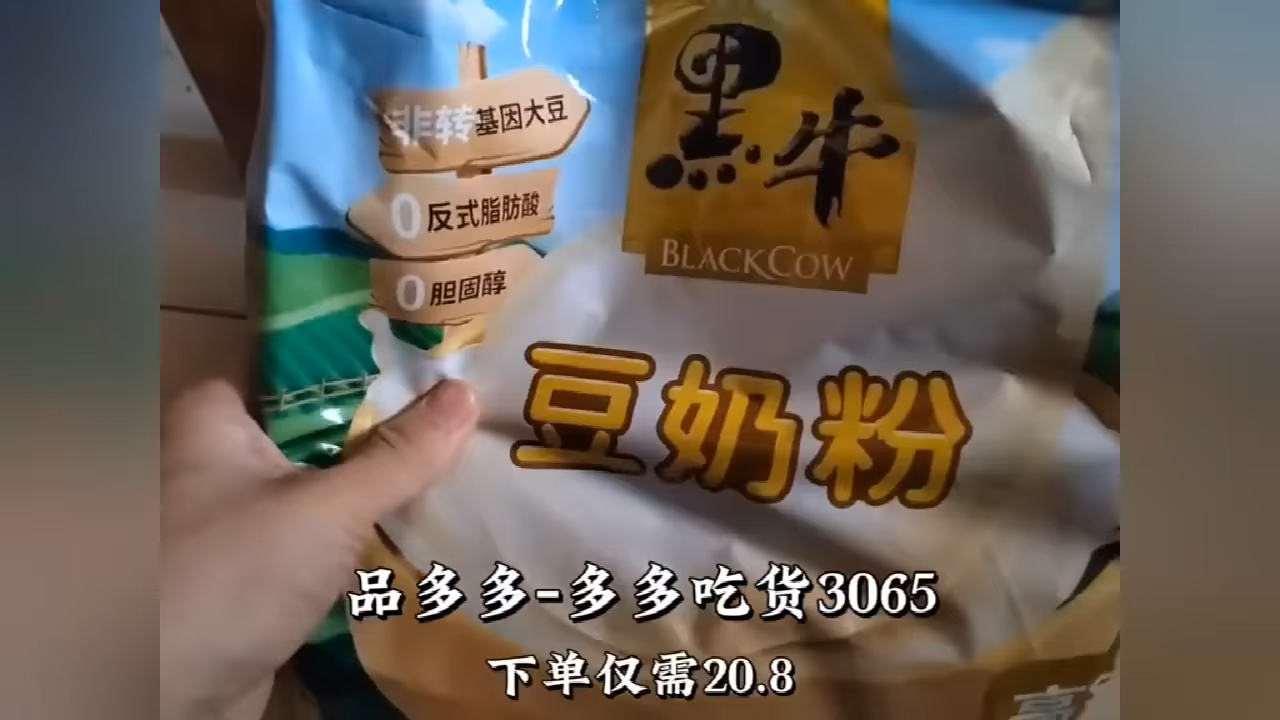 非转基因大豆
0反式脂肪酸
0胆固醇
黑牛
BLACKCOW
豆奶粉
品多多-多多吃货3065
下单仅需20.8